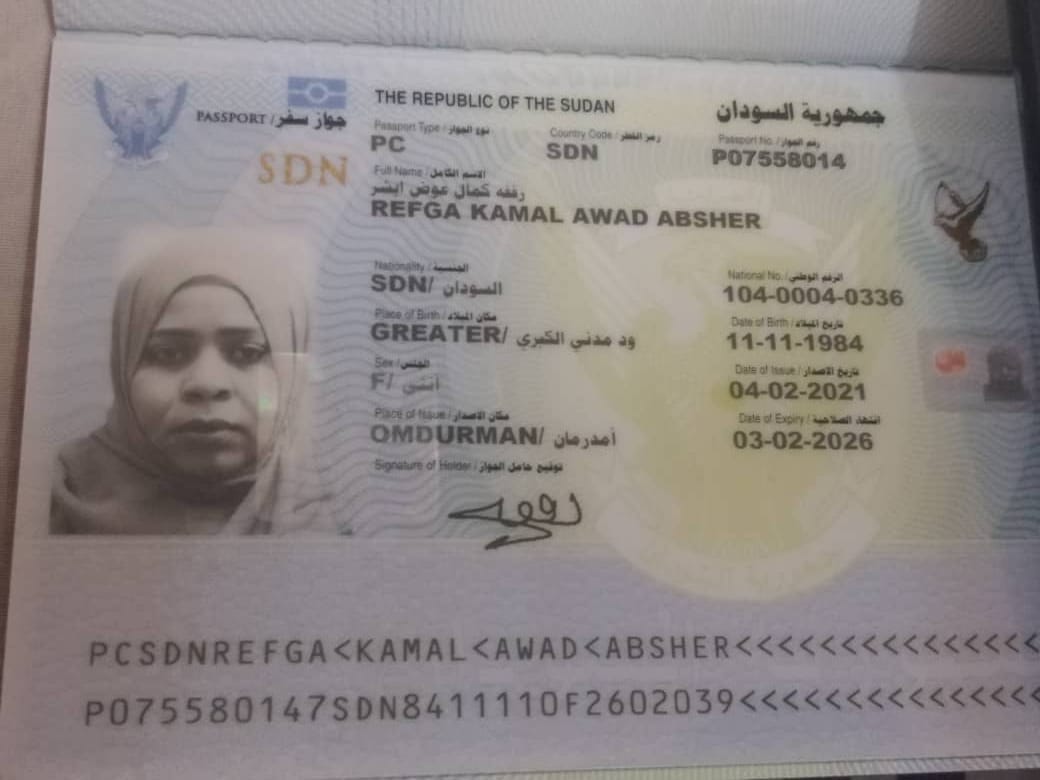 THE REPUBLIC OF THE SUDAN جمهورية السودان
PASSPORT / جواز سفر
SDN
Passport Type / نوع الجواز Country Code / رمز القطر Passport No. / رقم الجواز
PC SDN P07558014
Full Name / الاسم الكامل
رفقه كمال عوض ابشر
REFGA KAMAL AWAD ABSHER
Nationality / الجنسية National No. / الرقم الوطني
SDN/ السودان 104-0004-0336
Place of Birth / مكان الميلاد Date of Birth / تاريخ الميلاد
GREATER/ ود مدني الكبري 11-11-1984
Sex / الجنس Date of Issue / تاريخ الاصدار
F/ أنثى 04-02-2021
Place of Issue / مكان الاصدار Date of Expiry / انتهاء الصلاحية
OMDURMAN/ أمدرمان 03-02-2026
Signature of Holder / توقيع حامل الجواز
PCSDNREFGA<KAMAL<AWAD<ABSHER<<<<<<<<<<<<<<<<
P075580147SDN8411110F2602039<<<<<<<<<<<<<<<<